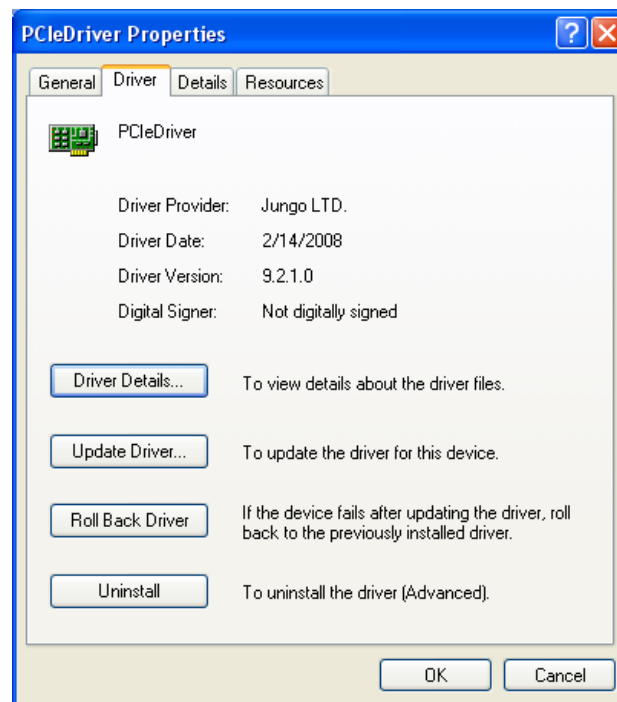 PCIeDriver Properties
General Driver Details Resources
PCIeDriver
Driver Provider: Jungo LTD.
Driver Date: 2/14/2008
Driver Version: 9.2.1.0
Digital Signer: Not digitally signed
Driver Details... To view details about the driver files.
Update Driver... To update the driver for this device.
Roll Back Driver If the device fails after updating the driver, roll
back to the previously installed driver.
Uninstall To uninstall the driver (Advanced).
OK Cancel